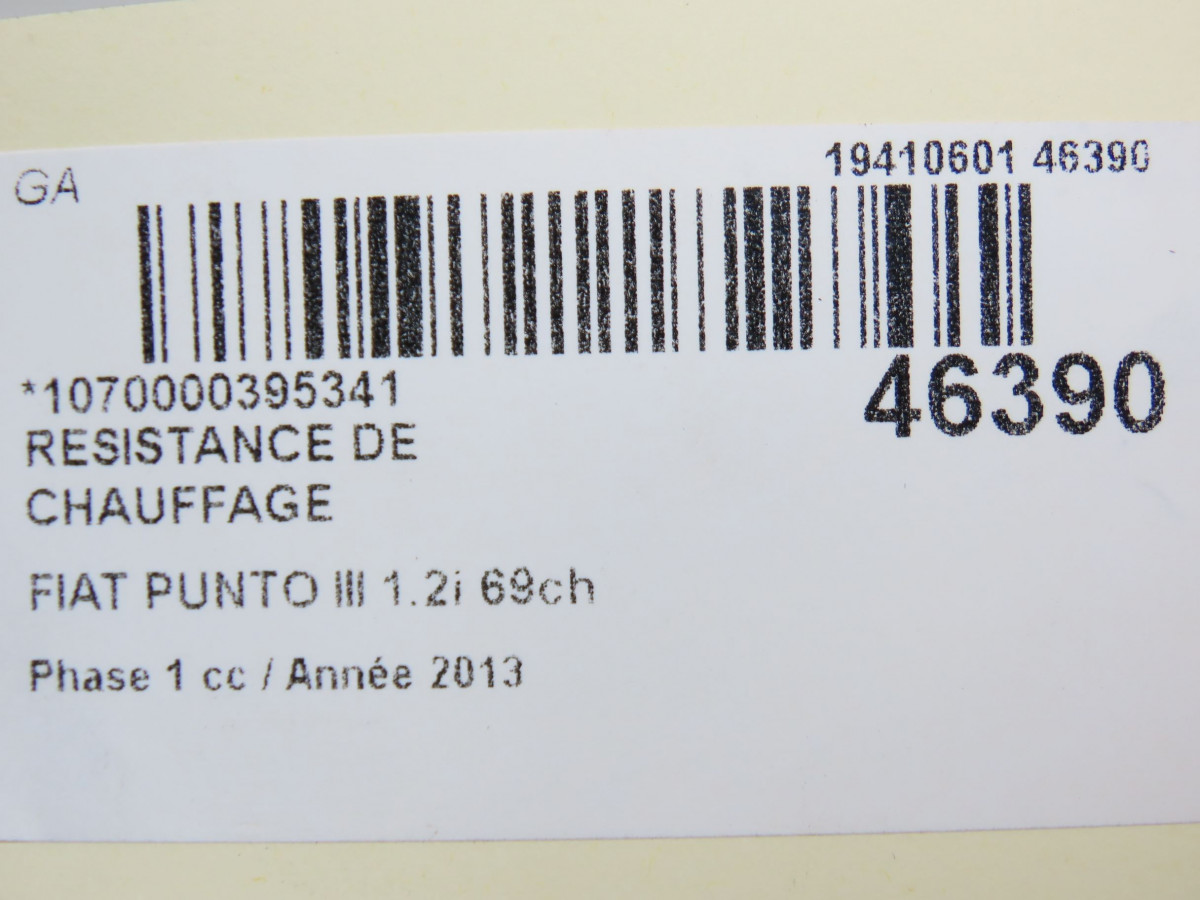 GA
19410601 46390
*1070000395341
46390
RESISTANCE DE
CHAUFFAGE
FIAT PUNTO III 1.2i 69ch
Phase 1 cc / Année 2013